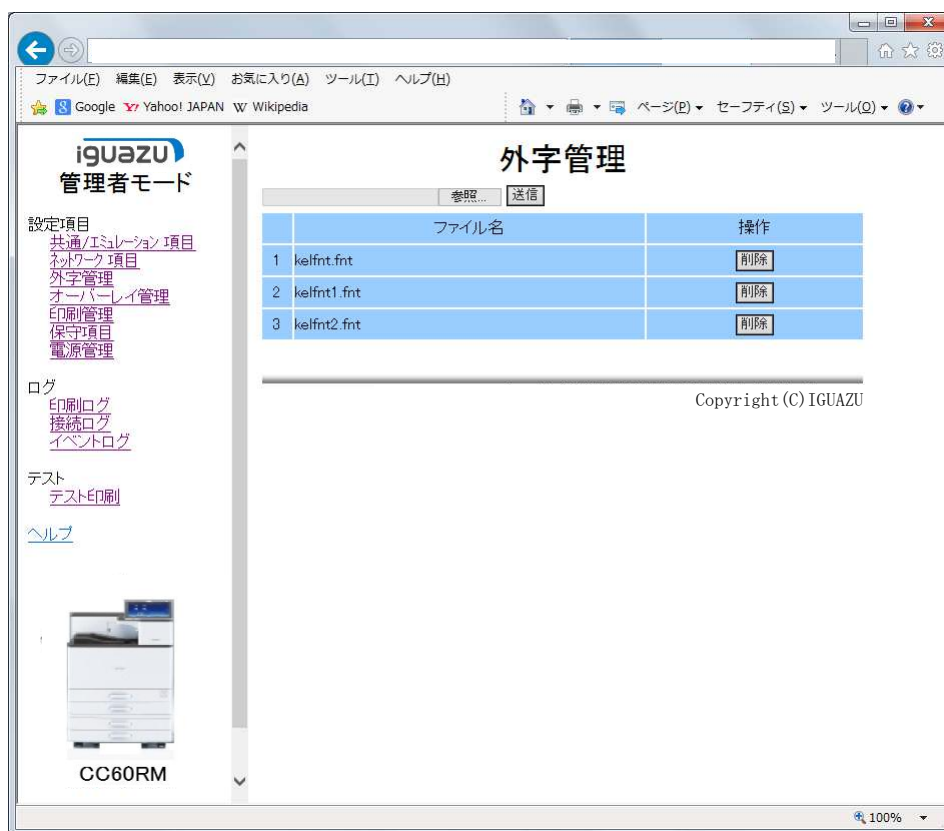 ファイル(F) 編集(E) 表示(V) お気に入り(A) ツール(T) ヘルプ(H)
Google Y! Yahoo! JAPAN W Wikipedia ページ(P) セーフティ(S) ツール(O)
iguazu
管理者モード
設定項目
共通/エミュレーション項目
ネットワーク項目
外字管理
オーバーレイ管理
印刷管理
保守項目
電源管理
ログ
印刷ログ
接続ログ
イベントログ
テスト
テスト印刷
ヘルプ
CC60RM
外字管理
参照... 送信
ファイル名 操作
1 kelfnt.fnt 削除
2 kelfnt1.fnt 削除
3 kelfnt2.fnt 削除
Copyright(C)IGUAZU
100%